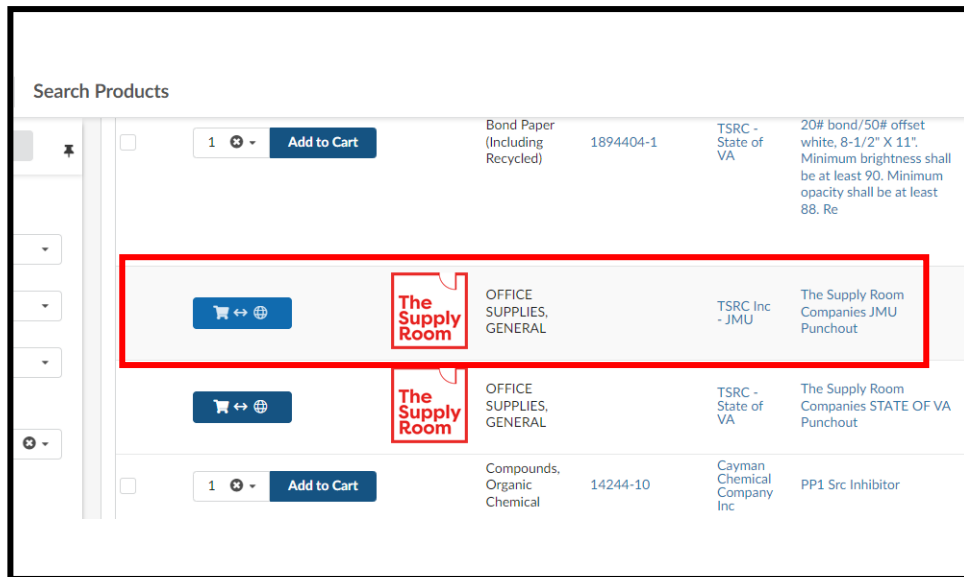 Search Products
1 Add to Cart
Bond Paper
(Including
Recycled)
1894404-1
TSRC -
State of
VA
20# bond/50# offset
white, 8-1/2" X 11".
Minimum brightness shall
be at least 90. Minimum
opacity shall be at least
88. Re
The
Supply
Room
OFFICE
SUPPLIES,
GENERAL
TSRC Inc
- JMU
The Supply Room
Companies JMU
Punchout
The
Supply
Room
OFFICE
SUPPLIES,
GENERAL
TSRC -
State of
VA
The Supply Room
Companies STATE OF VA
Punchout
1 Add to Cart
Compounds,
Organic
Chemical
14244-10
Cayman
Chemical
Company
Inc
PP1 Src Inhibitor